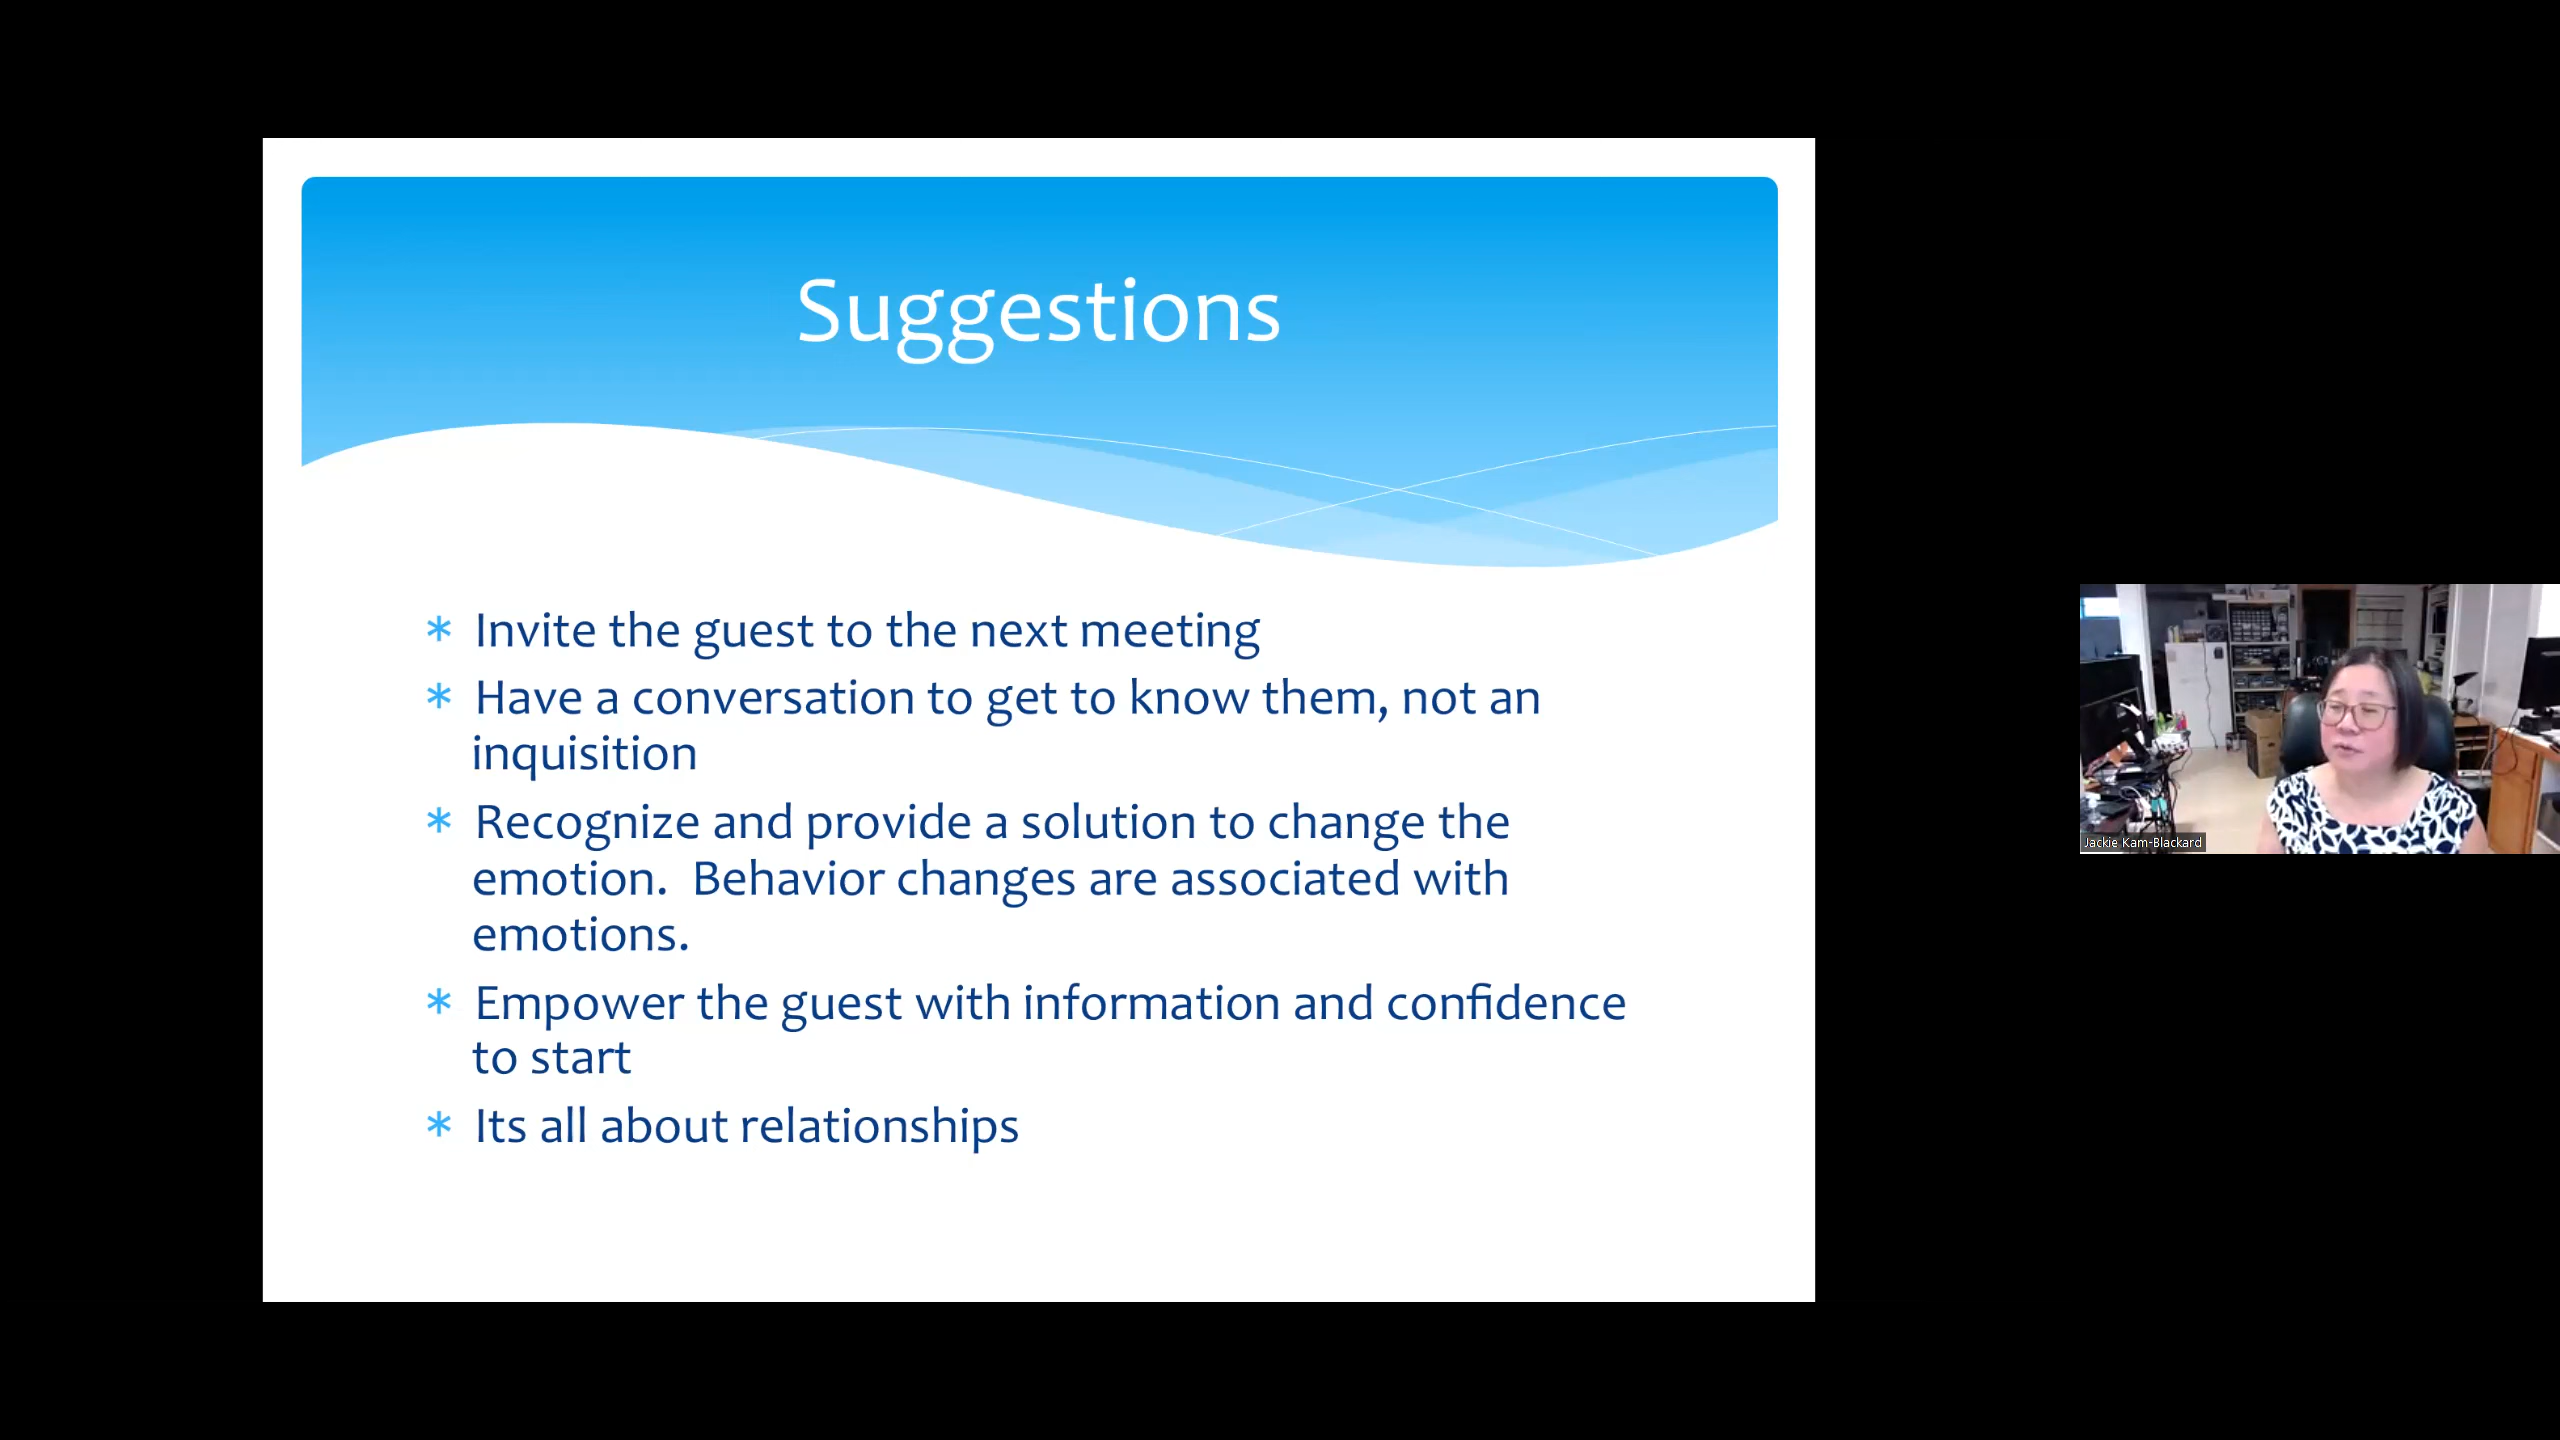 Suggestions
* Invite the guest to the next meeting
* Have a conversation to get to know them, not an
inquisition
* Recognize and provide a solution to change the
emotion.  Behavior changes are associated with
emotions.
* Empower the guest with information and confidence
to start
* Its all about relationships
Jackie Kam-Blackard